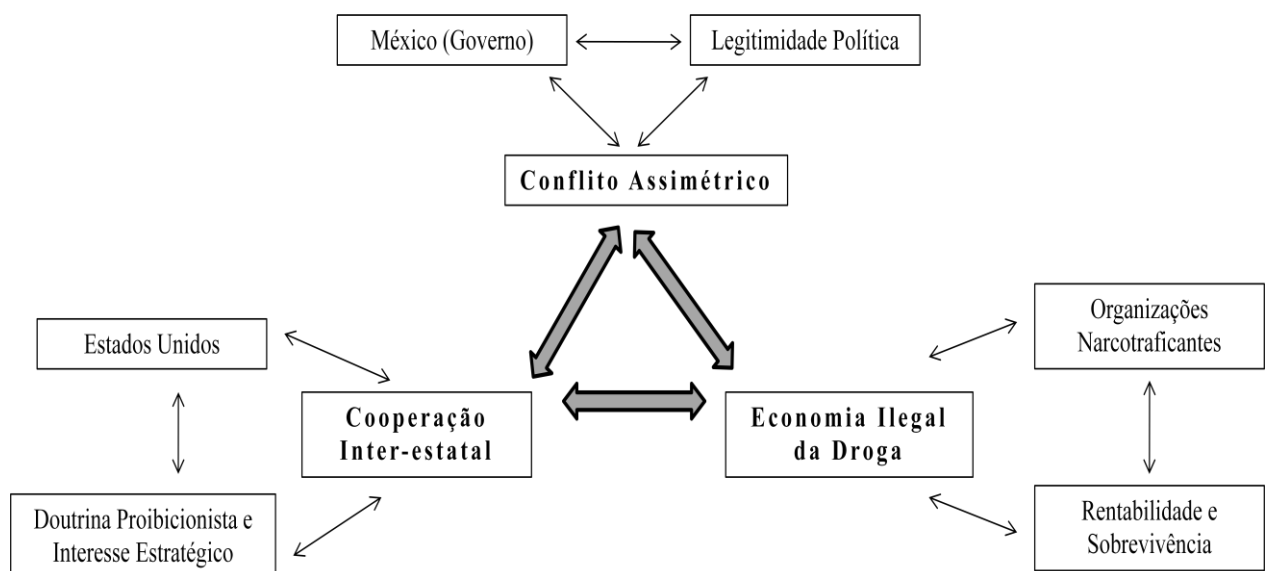 México (Governo)
Legitimidade Política
Conflito Assimétrico
Estados Unidos
Doutrina Proibicionista e
Interesse Estratégico
Cooperação
Inter-estatal
Economia Ilegal
da Droga
Organizações
Narcotraficantes
Rentabilidade e
Sobrevivência